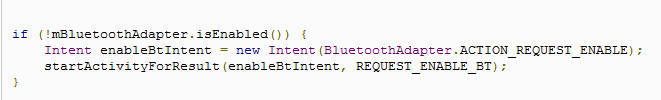 if (!mBluetoothAdapter.isEnabled()) {
    Intent enableBtIntent = new Intent(BluetoothAdapter.ACTION_REQUEST_ENABLE);
    startActivityForResult(enableBtIntent, REQUEST_ENABLE_BT);
}